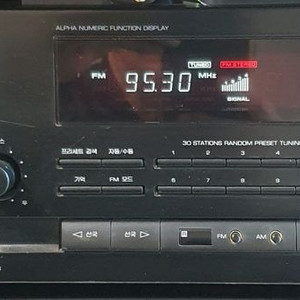 ALPHA NUMERIC FUNCTION DISPLAY
TUNED FM STEREO
FM 95.30 MHz
SIGNAL
30 STATIONS RANDOM PRESET TUNING
프리세트 검색 자동/수동 1 2 3 4
기억 FM 모드 6 7 8 9
◁ 선국 선국 ▷ FM AM